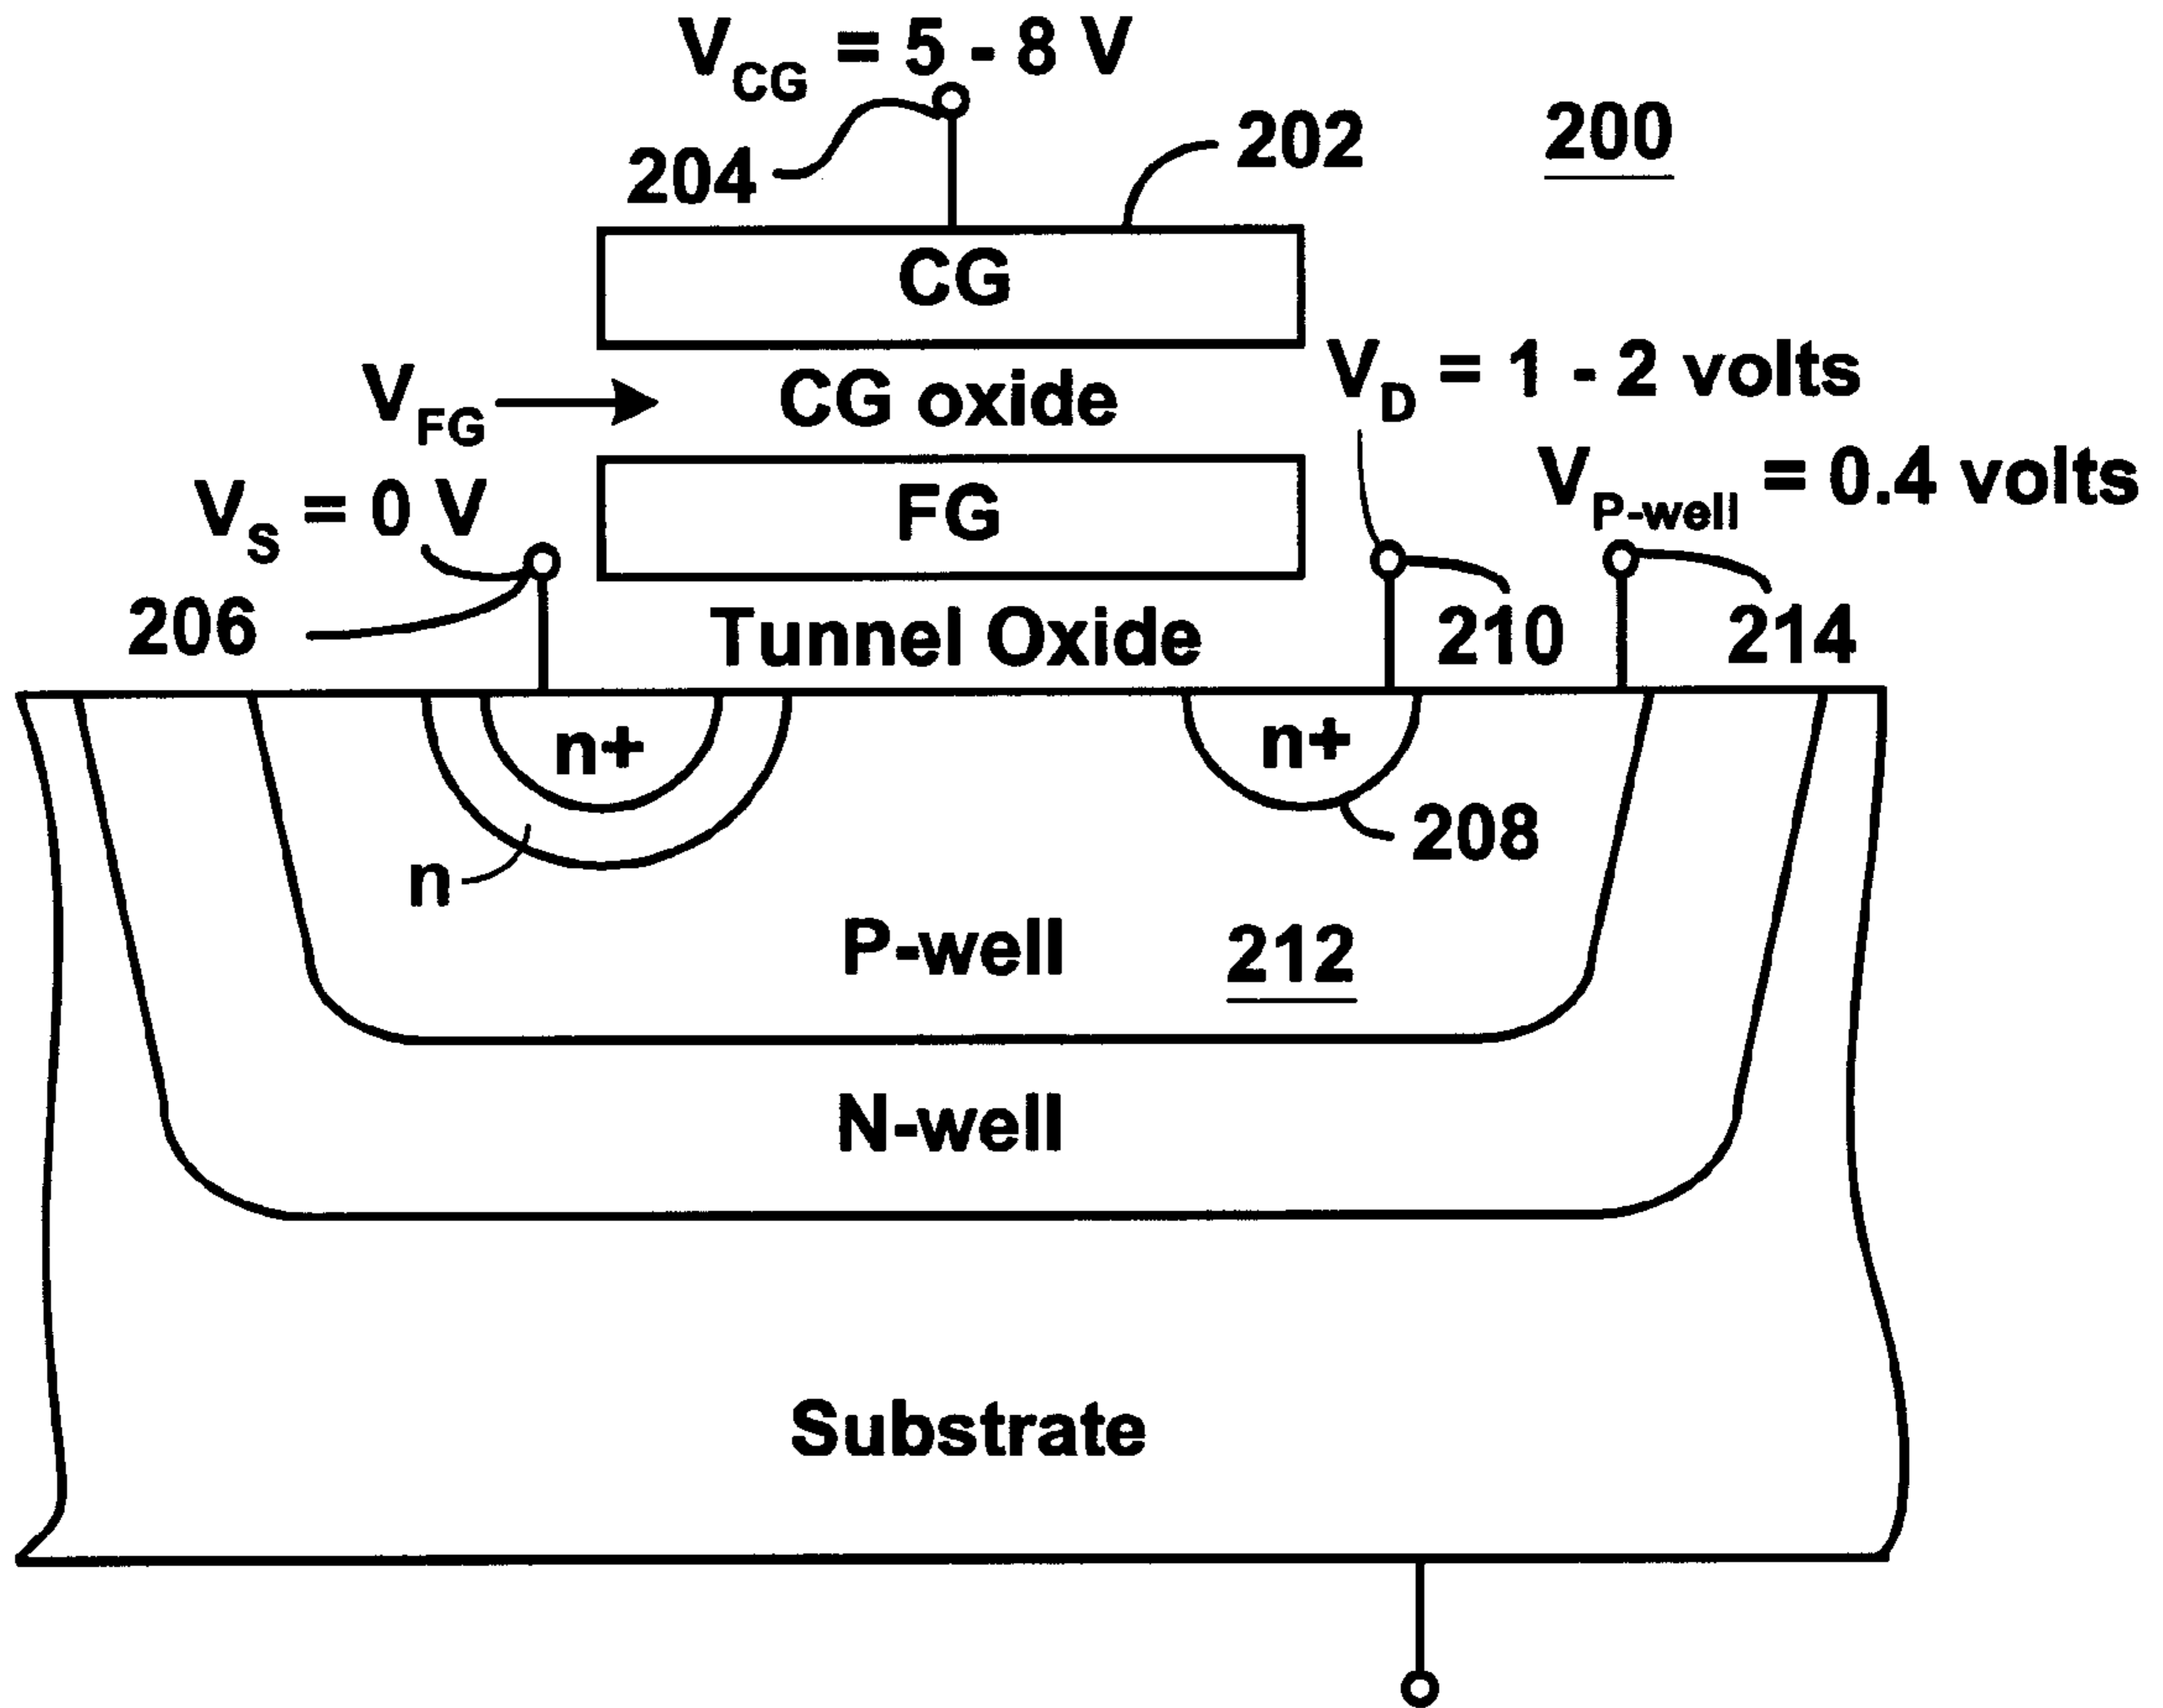 V_CG = 5 - 8 V
204
202
200
CG
V_FG
CG oxide
V_D = 1 - 2 volts
V_S = 0 V
FG
V_P-well = 0.4 volts
206
Tunnel Oxide
210
214
n+
n+
n
208
P-well
212
N-well
Substrate